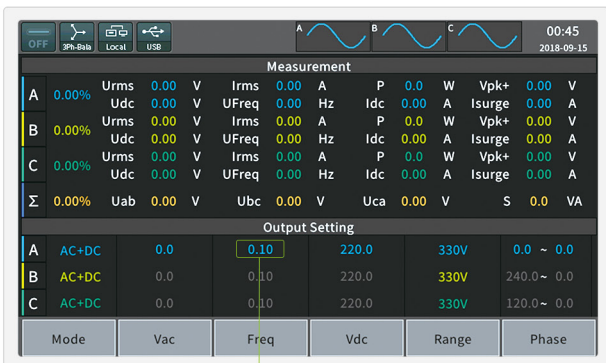 OFF 3Ph-Bala Local USB A B C 00:45
2018-09-15
Measurement
A 0.00% Urms 0.00 V Irms 0.00 A P 0.0 W Vpk+ 0.00 V
Udc 0.00 V UFreq 0.00 Hz Idc 0.00 A Isurge 0.00 A
B 0.00% Urms 0.00 V Irms 0.00 A P 0.0 W Vpk+ 0.00 V
Udc 0.00 V UFreq 0.00 Hz Idc 0.00 A Isurge 0.00 A
C 0.00% Urms 0.00 V Irms 0.00 A P 0.0 W Vpk+ 0.00 V
Udc 0.00 V UFreq 0.00 Hz Idc 0.00 A Isurge 0.00 A
Σ 0.00% Uab 0.00 V Ubc 0.00 V Uca 0.00 V S 0.0 VA
Output Setting
A AC+DC 0.0 0.10 220.0 330V 0.0 ~ 0.0
B AC+DC 0.0 0.10 220.0 330V 240.0~ 0.0
C AC+DC 0.0 0.10 220.0 330V 120.0~ 0.0
Mode Vac Freq Vdc Range Phase